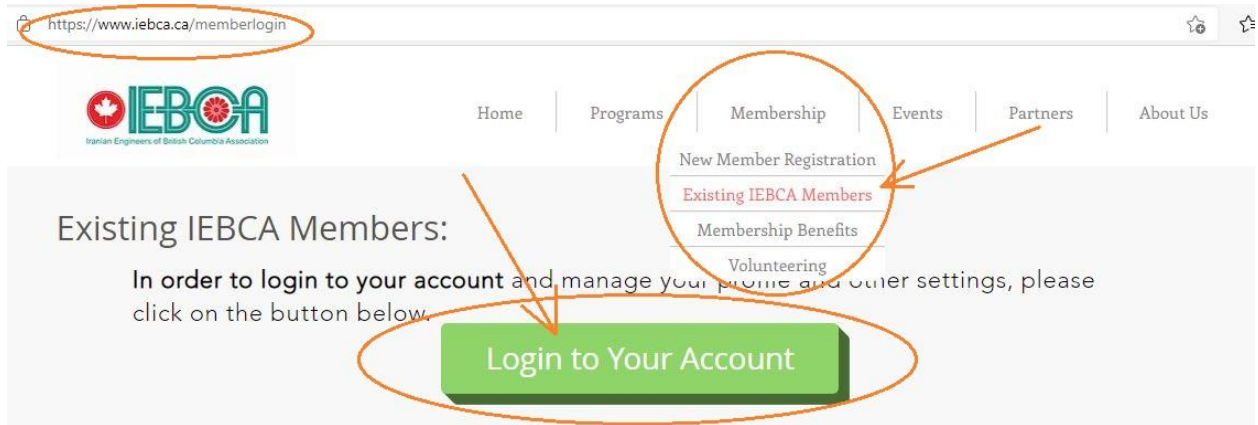 https://www.iebca.ca/memberlogin
IEBCA
Iranian Engineers of British Columbia Association
Home Programs Membership Events Partners About Us
New Member Registration
Existing IEBCA Members
Membership Benefits
Volunteering
Existing IEBCA Members:
In order to login to your account and manage your profile and other settings, please
click on the button below.
Login to Your Account